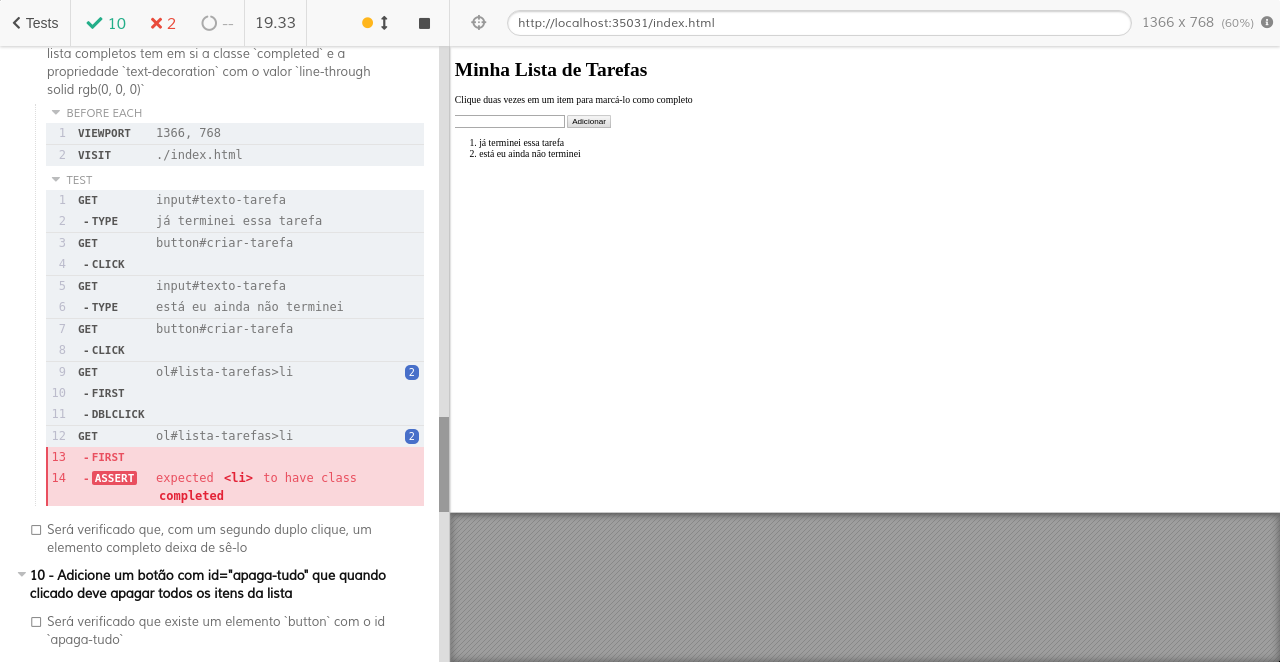 Tests
10
2
--
19.33
http://localhost:35031/index.html
1366 x 768 (60%)
lista completos tem em si a classe `completed` e a
propriedade `text-decoration` com o valor `line-through
solid rgb(0, 0, 0)`
BEFORE EACH
1 VIEWPORT 1366, 768
2 VISIT ./index.html
TEST
1 GET input#texto-tarefa
2 -TYPE já terminei essa tarefa
3 GET button#criar-tarefa
4 -CLICK
5 GET input#texto-tarefa
6 -TYPE está eu ainda não terminei
7 GET button#criar-tarefa
8 -CLICK
9 GET ol#lista-tarefas>li 2
10 -FIRST
11 -DBLCLICK
12 GET ol#lista-tarefas>li 2
13 -FIRST
14 -ASSERT expected <li> to have class
completed
Será verificado que, com um segundo duplo clique, um
elemento completo deixa de sê-lo
10 - Adicione um botão com id="apaga-tudo" que quando
clicado deve apagar todos os itens da lista
Será verificado que existe um elemento `button` com o id
`apaga-tudo`
Minha Lista de Tarefas
Clique duas vezes em um item para marcá-lo como completo
Adicionar
1. já terminei essa tarefa
2. está eu ainda não terminei